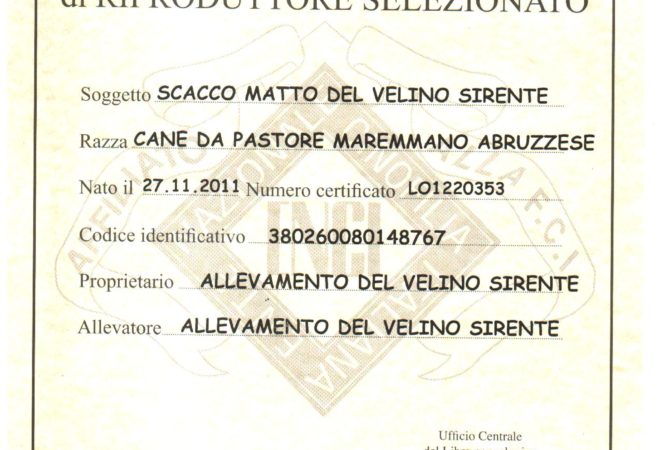 di RIPRODUTTORE SELEZIONATO
Soggetto SCACCO MATTO DEL VELINO SIRENTE
Razza CANE DA PASTORE MAREMMANO ABRUZZESE
Nato il 27.11.2011 Numero certificato LO1220353
Codice identificativo 380260080148767
Proprietario ALLEVAMENTO DEL VELINO SIRENTE
Allevatore ALLEVAMENTO DEL VELINO SIRENTE
Ufficio Centrale